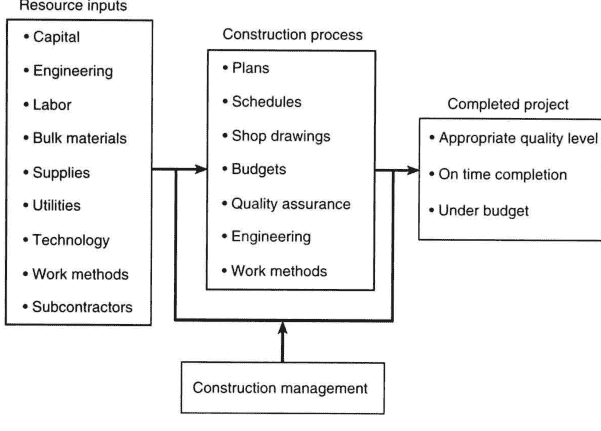 Resource inputs
• Capital
• Engineering
• Labor
• Bulk materials
• Supplies
• Utilities
• Technology
• Work methods
• Subcontractors
Construction process
• Plans
• Schedules
• Shop drawings
• Budgets
• Quality assurance
• Engineering
• Work methods
Completed project
• Appropriate quality level
• On time completion
• Under budget
Construction management